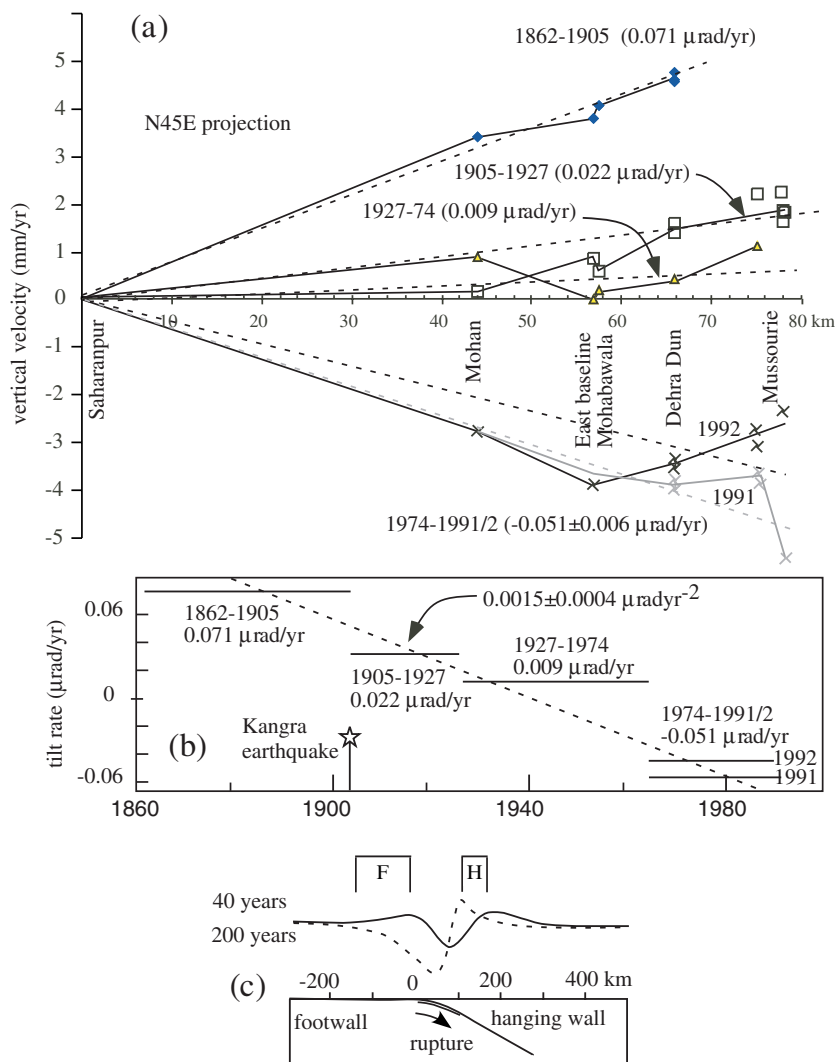 (a)
1862-1905 (0.071 μrad/yr)
N45E projection
1905-1927 (0.022 μrad/yr)
1927-74 (0.009 μrad/yr)
vertical velocity (mm/yr)
5
4
3
2
1
0
-1
-2
-3
-4
-5
10
20
30
40
50
60
70
80 km
Saharanpur
Mohan
East baseline
Mohabawala
Dehra Dun
Mussourie
1992
1991
1974-1991/2 (-0.051±0.006 μrad/yr)
(b)
tilt rate (μrad/yr)
0.06
0
-0.06
1862-1905
0.071 μrad/yr
0.0015±0.0004 μradyr-2
1905-1927
0.022 μrad/yr
1927-1974
0.009 μrad/yr
Kangra
earthquake
1974-1991/2
-0.051 μrad/yr
1992
1991
1860
1900
1940
1980
F
H
40 years
200 years
(c)
-200
0
200
400 km
footwall
hanging wall
rupture